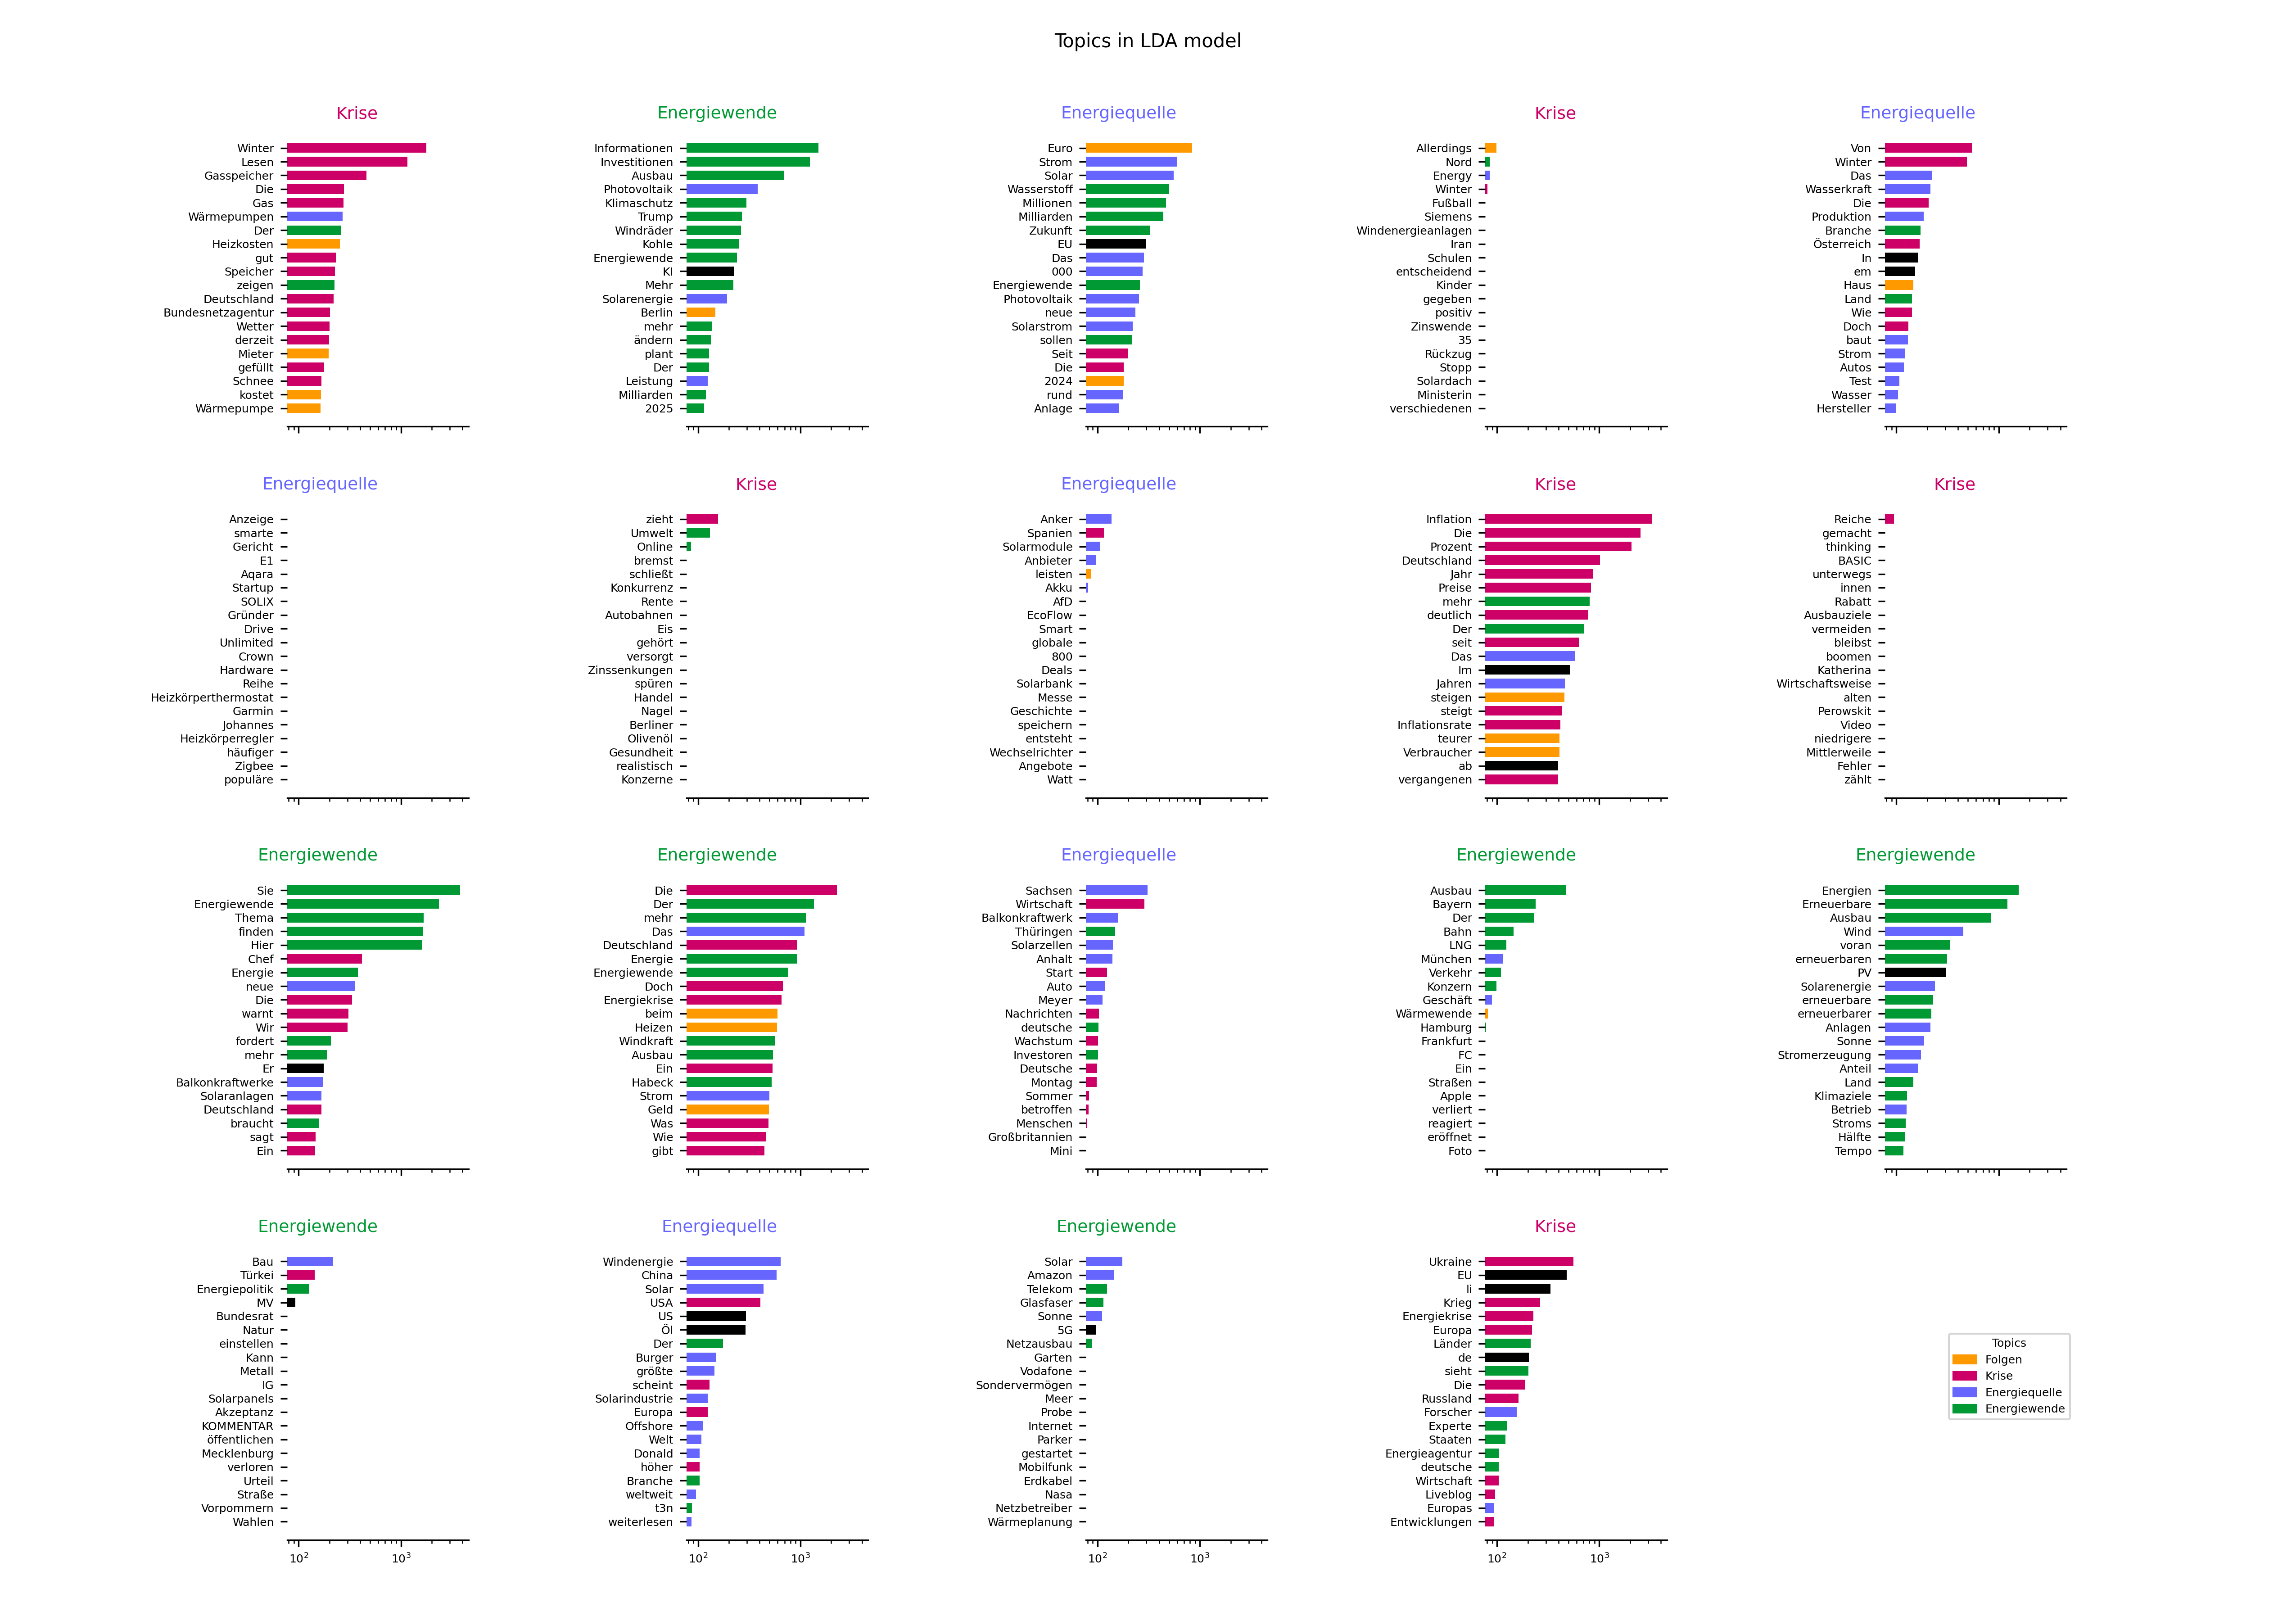 Topics in LDA model
Krise
Winter
Lesen
Gasspeicher
Die
Gas
Wärmepumpen
Der
Heizkosten
gut
Speicher
zeigen
Deutschland
Bundesnetzagentur
Wetter
derzeit
Mieter
gefüllt
Schnee
kostet
Wärmepumpe
Energiewende
Informationen
Investitionen
Ausbau
Photovoltaik
Klimaschutz
Trump
Windräder
Kohle
Energiewende
KI
Mehr
Solarenergie
Berlin
mehr
ändern
plant
Der
Leistung
Milliarden
2025
Energiequelle
Euro
Strom
Solar
Wasserstoff
Millionen
Milliarden
Zukunft
EU
Das
000
Energiewende
Photovoltaik
neue
Solarstrom
sollen
Seit
Die
2024
rund
Anlage
Krise
Allerdings
Nord
Energy
Winter
Fußball
Siemens
Windenergieanlagen
Iran
Schulen
entscheidend
Kinder
gegeben
positiv
Zinswende
35
Rückzug
Stopp
Solardach
Ministerin
verschiedenen
Energiequelle
Von
Winter
Das
Wasserkraft
Die
Produktion
Branche
Österreich
In
em
Haus
Land
Wie
Doch
baut
Strom
Autos
Test
Wasser
Hersteller
Energiequelle
Anzeige
smarte
Gericht
E1
Aqara
Startup
SOLIX
Gründer
Drive
Unlimited
Crown
Hardware
Reihe
Heizkörperthermostat
Garmin
Johannes
Heizkörperregler
häufiger
Zigbee
populäre
Krise
zieht
Umwelt
Online
bremst
schließt
Konkurrenz
Rente
Autobahnen
Eis
gehört
versorgt
Zinssenkungen
spüren
Handel
Nagel
Berliner
Olivenöl
Gesundheit
realistisch
Konzerne
Energiequelle
Anker
Spanien
Solarmodule
Anbieter
leisten
Akku
AfD
EcoFlow
Smart
globale
800
Deals
Solarbank
Messe
Geschichte
speichern
entsteht
Wechselrichter
Angebote
Watt
Krise
Inflation
Die
Prozent
Deutschland
Jahr
Preise
mehr
deutlich
Der
seit
Das
Im
Jahren
steigen
steigt
Inflationsrate
teurer
Verbraucher
ab
vergangenen
Krise
Reiche
gemacht
thinking
BASIC
unterwegs
innen
Rabatt
Ausbauziele
vermeiden
bleibst
boomen
Katherina
Wirtschaftsweise
alten
Perowskit
Video
niedrigere
Mittlerweile
Fehler
zählt
Energiewende
Sie
Energiewende
Thema
finden
Hier
Chef
Energie
neue
Die
warnt
Wir
fordert
mehr
Er
Balkonkraftwerke
Solaranlagen
Deutschland
braucht
sagt
Ein
Energiewende
Die
Der
mehr
Das
Deutschland
Energie
Energiewende
Doch
Energiekrise
beim
Heizen
Windkraft
Ausbau
Ein
Habeck
Strom
Geld
Was
Wie
gibt
Energiequelle
Sachsen
Wirtschaft
Balkonkraftwerk
Thüringen
Solarzellen
Anhalt
Start
Auto
Meyer
Nachrichten
deutsche
Wachstum
Investoren
Deutsche
Montag
Sommer
betroffen
Menschen
Großbritannien
Mini
Energiewende
Ausbau
Bayern
Der
Bahn
LNG
München
Verkehr
Konzern
Geschäft
Wärmewende
Hamburg
Frankfurt
FC
Ein
Straßen
Apple
verliert
reagiert
eröffnet
Foto
Energiewende
Energien
Erneuerbare
Ausbau
Wind
voran
erneuerbaren
PV
Solarenergie
erneuerbare
erneuerbarer
Anlagen
Sonne
Stromerzeugung
Anteil
Land
Klimaziele
Betrieb
Stroms
Hälfte
Tempo
Energiewende
Bau
Türkei
Energiepolitik
MV
Bundesrat
Natur
einstellen
Kann
Metall
IG
Solarpanels
Akzeptanz
KOMMENTAR
öffentlichen
Mecklenburg
verloren
Urteil
Straße
Vorpommern
Wahlen
10²
10³
Energiequelle
Windenergie
China
Solar
USA
US
Öl
Der
Burger
größte
scheint
Solarindustrie
Europa
Offshore
Welt
Donald
höher
Branche
weltweit
t3n
weiterlesen
10²
10³
Energiewende
Solar
Amazon
Telekom
Glasfaser
Sonne
5G
Netzausbau
Garten
Vodafone
Sondervermögen
Meer
Probe
Internet
Parker
gestartet
Mobilfunk
Erdkabel
Nasa
Netzbetreiber
Wärmeplanung
10²
10³
Krise
Ukraine
EU
li
Krieg
Energiekrise
Europa
Länder
de
sieht
Die
Russland
Forscher
Experte
Staaten
Energieagentur
deutsche
Wirtschaft
Liveblog
Europas
Entwicklungen
10²
10³
Topics
Folgen
Krise
Energiequelle
Energiewende